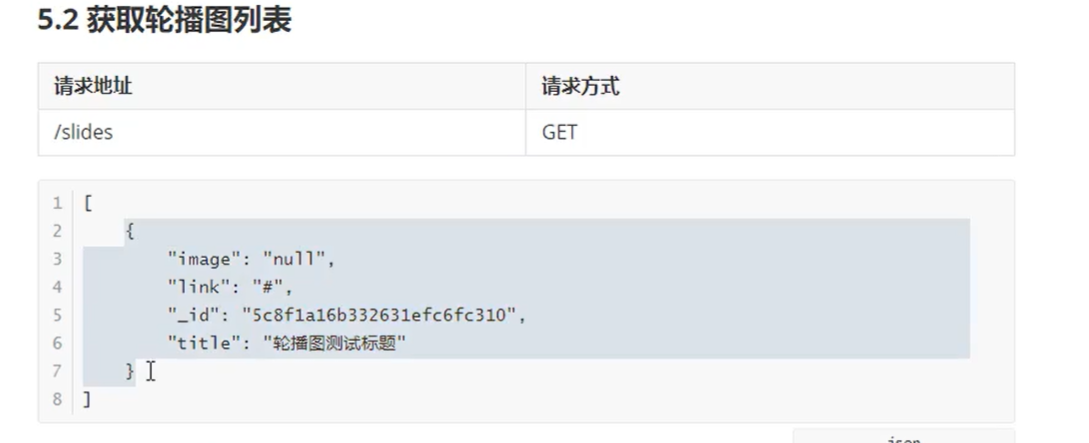 5.2 获取轮播图列表
请求地址 请求方式
/slides GET
1 [
2 {
3 "image": "null",
4 "link": "#",
5 "_id": "5c8f1a16b332631efc6fc310",
6 "title": "轮播图测试标题"
7 }
8 ]
json